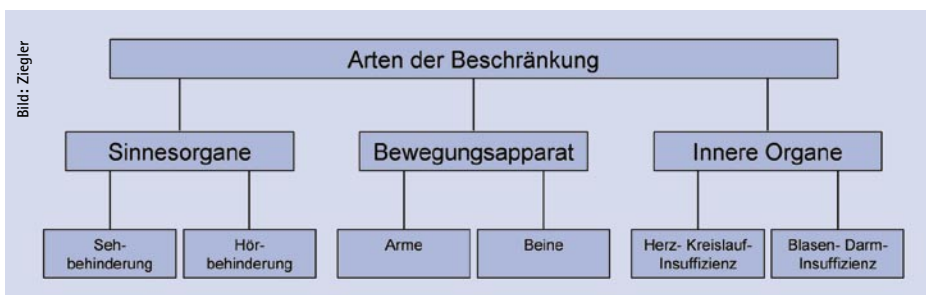 Bild: Ziegler
Arten der Beschränkung
Sinnesorgane
Bewegungsapparat
Innere Organe
Seh-
behinderung
Hör-
behinderung
Arme
Beine
Herz- Kreislauf-
Insuffizienz
Blasen- Darm-
Insuffizienz